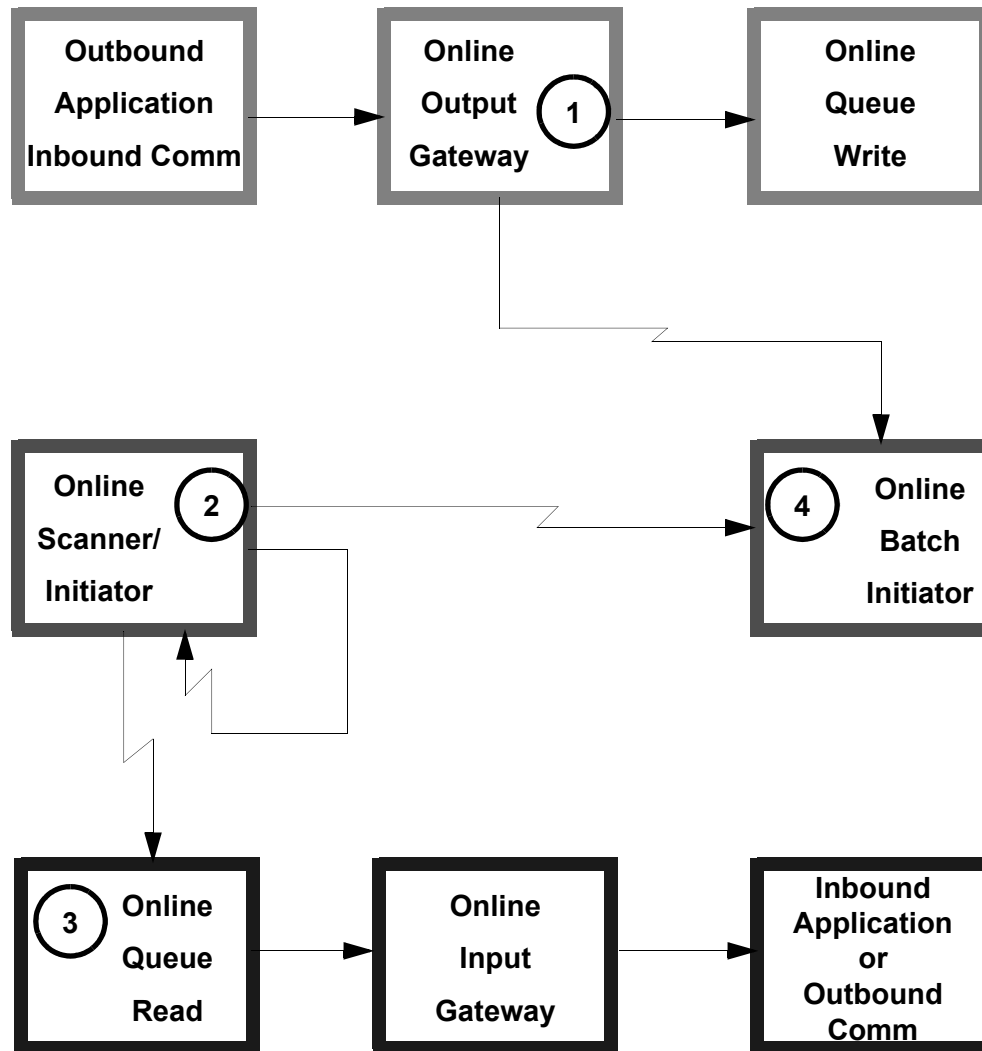 Outbound
Application
Inbound Comm
Online
Output
Gateway
1
Online
Queue
Write
Online
Scanner/
Initiator
2
4
Online
Batch
Initiator
3
Online
Queue
Read
Online
Input
Gateway
Inbound
Application
or
Outbound
Comm